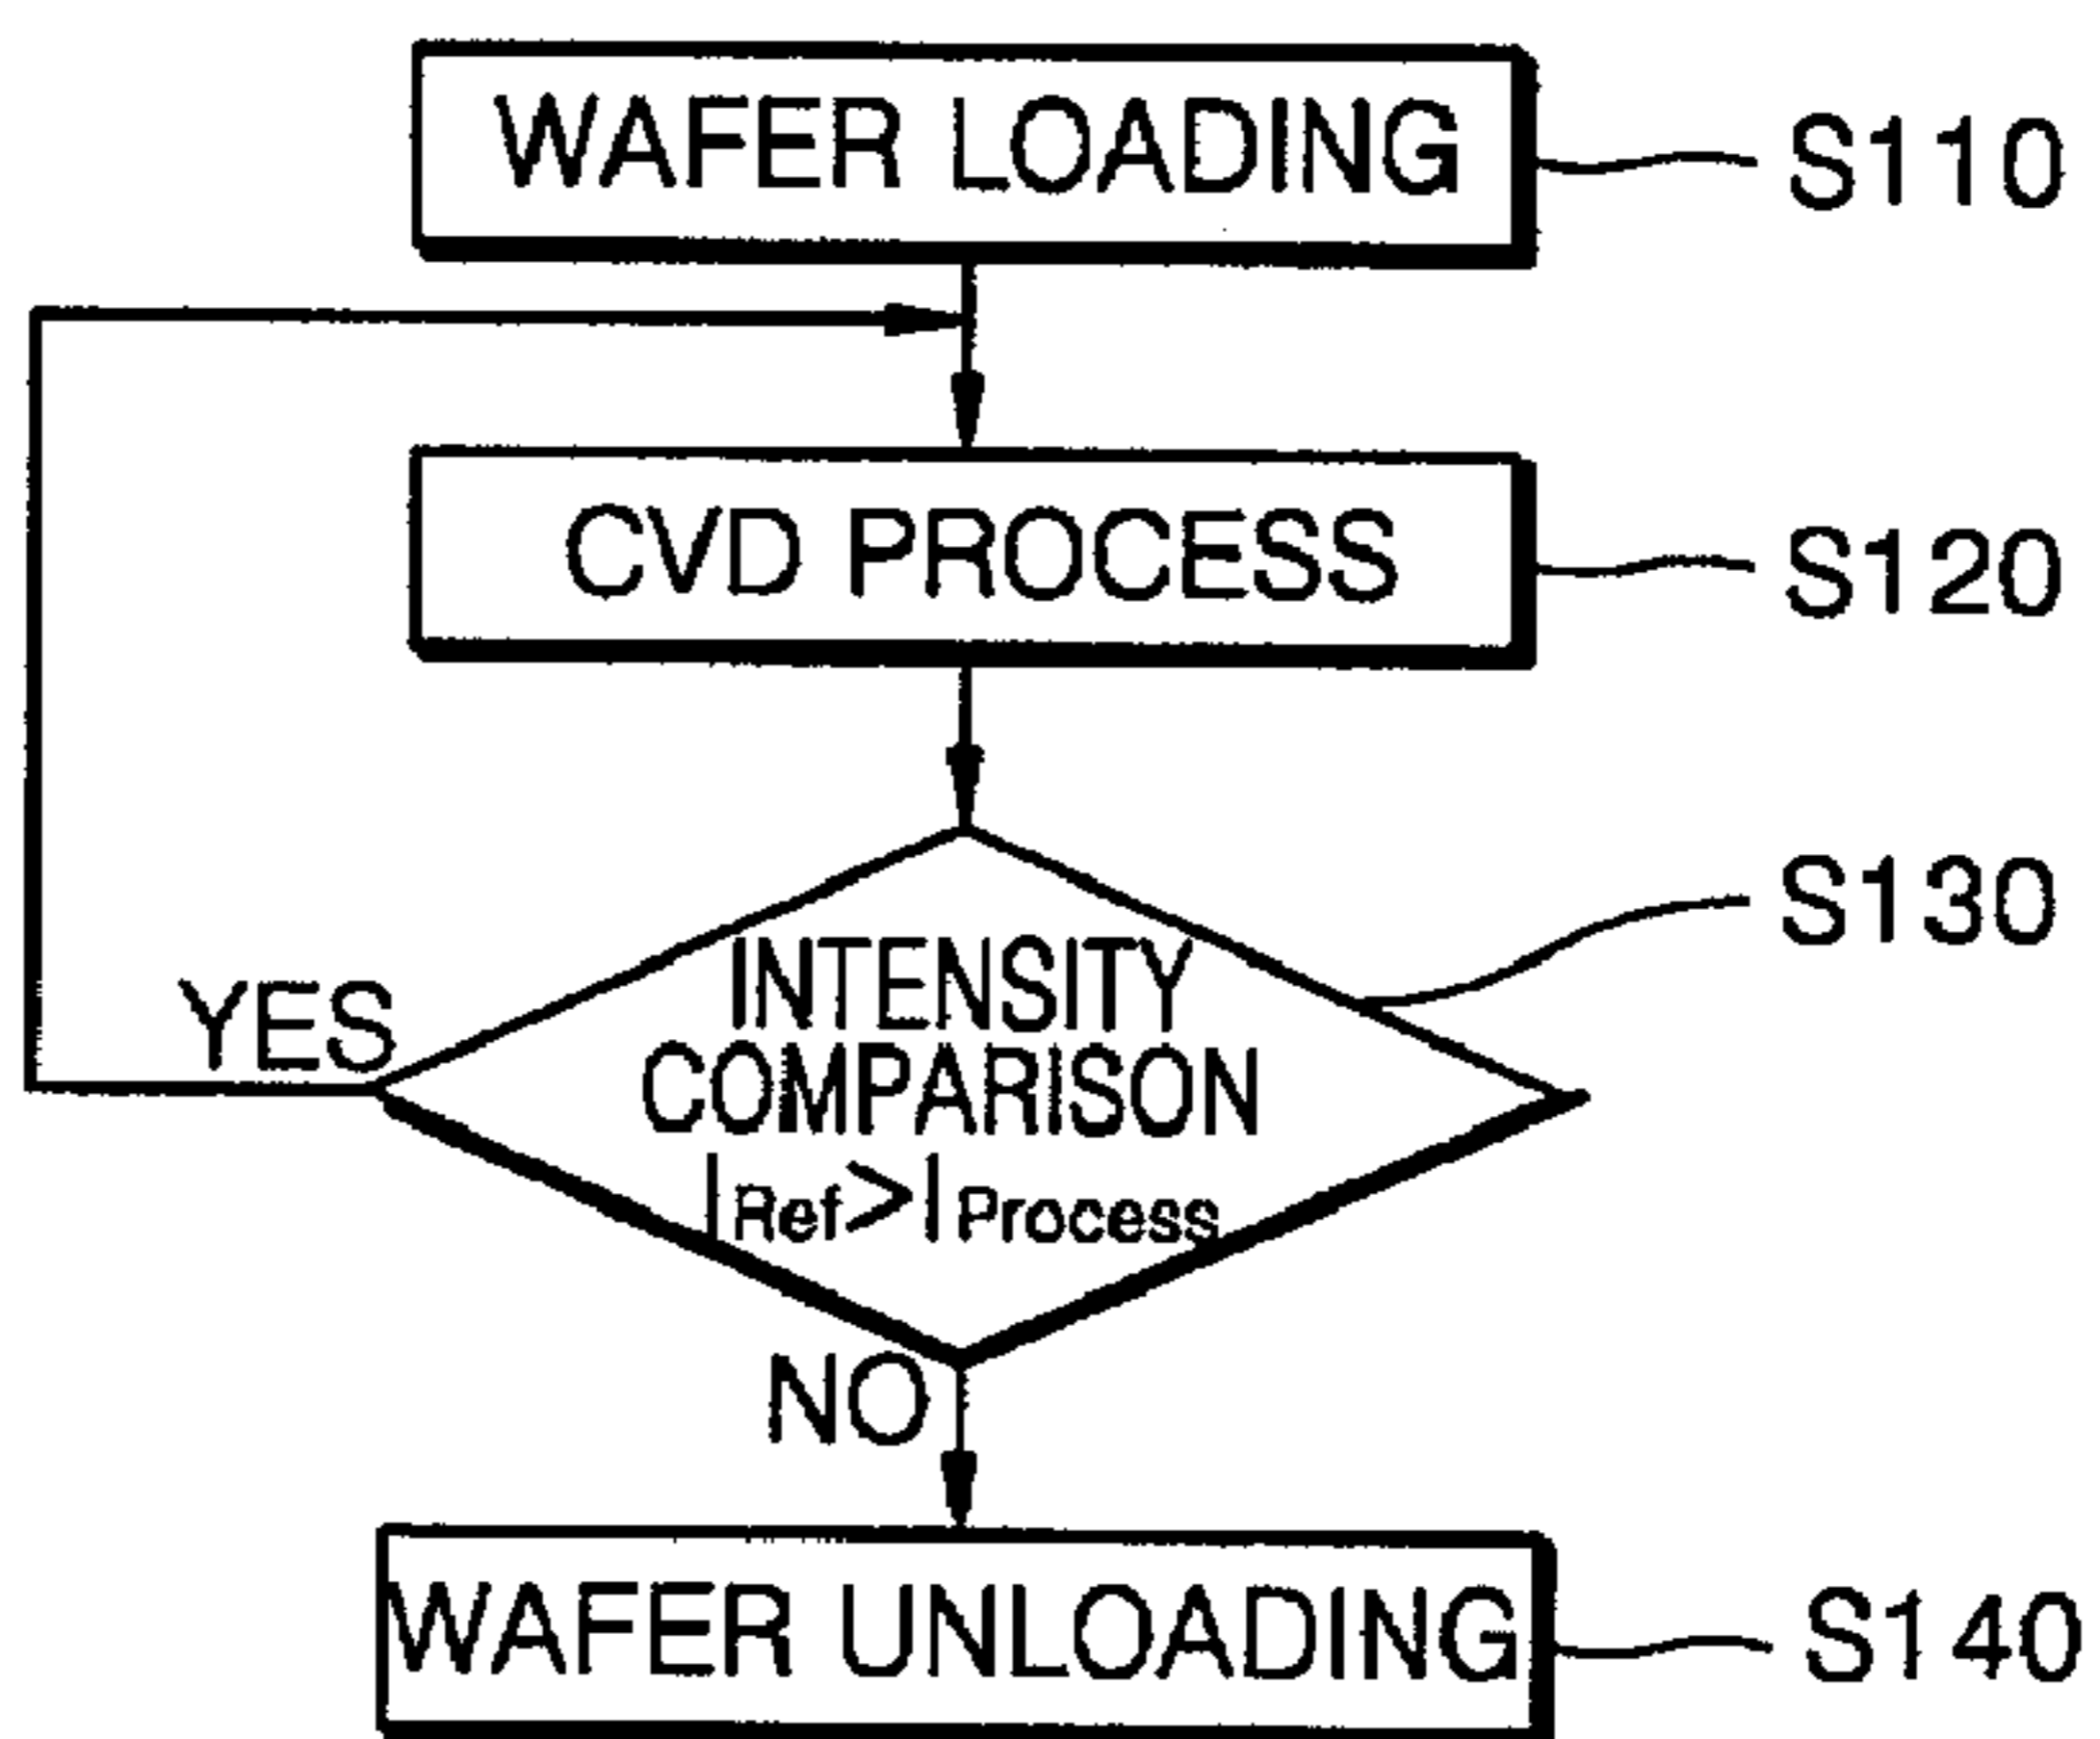 WAFER LOADING
S110
CVD PROCESS
S120
S130
INTENSITY
YES
COMPARISON
IRef>IProcess
NO
WAFER UNLOADING
S140